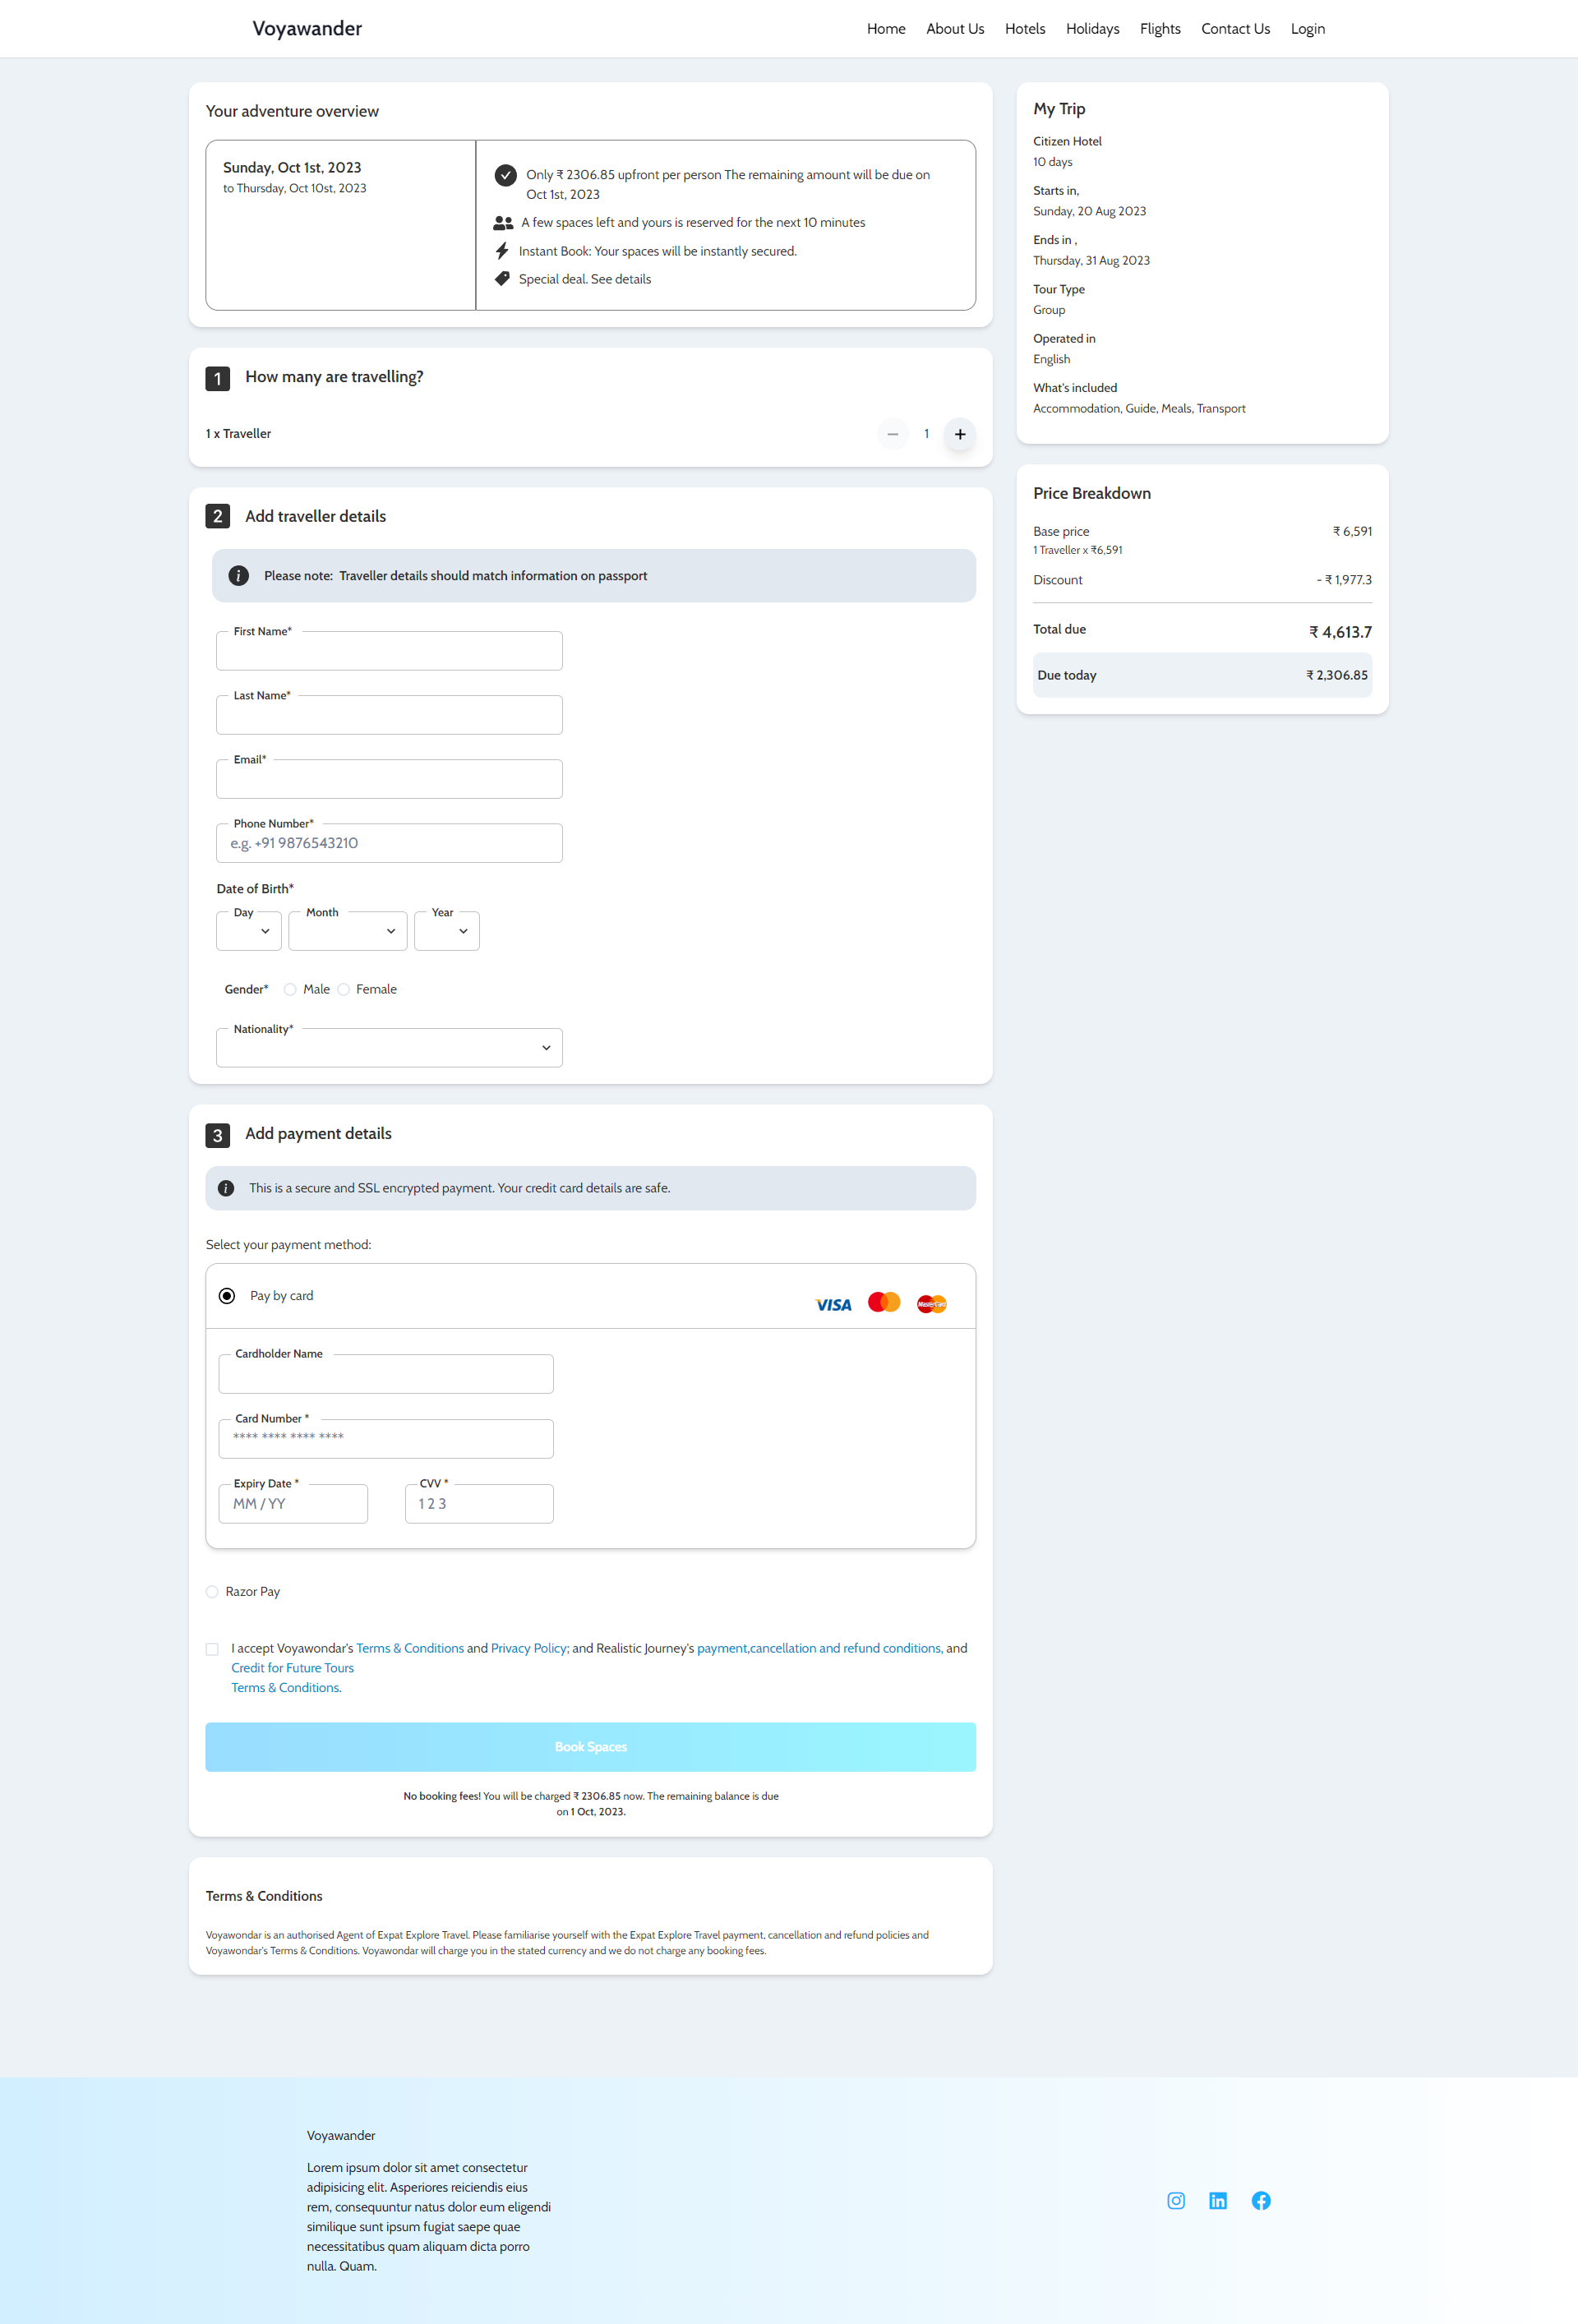 Voyawander
Home About Us Hotels Holidays Flights Contact Us Login
Your adventure overview
Sunday, Oct 1st, 2023
to Thursday, Oct 10st, 2023
Only ₹ 2306.85 upfront per person The remaining amount will be due on
Oct 1st, 2023
A few spaces left and yours is reserved for the next 10 minutes
Instant Book: Your spaces will be instantly secured.
Special deal. See details
1 How many are travelling?
1 x Traveller
− 1 +
2 Add traveller details
Please note: Traveller details should match information on passport
First Name*
Last Name*
Email*
Phone Number*
e.g. +91 9876543210
Date of Birth*
Day Month Year
Gender* Male Female
Nationality*
3 Add payment details
This is a secure and SSL encrypted payment. Your credit card details are safe.
Select your payment method:
Pay by card
VISA MasterCard
Cardholder Name
Card Number *
**** **** **** ****
Expiry Date * CVV *
MM / YY 1 2 3
Razor Pay
I accept Voyawondar's Terms & Conditions and Privacy Policy; and Realistic Journey's payment,cancellation and refund conditions, and
Credit for Future Tours
Terms & Conditions.
Book Spaces
No booking fees! You will be charged ₹ 2306.85 now. The remaining balance is due
on 1 Oct, 2023.
Terms & Conditions
Voyawondar is an authorised Agent of Expat Explore Travel. Please familiarise yourself with the Expat Explore Travel payment, cancellation and refund policies and
Voyawondar's Terms & Conditions. Voyawondar will charge you in the stated currency and we do not charge any booking fees.
My Trip
Citizen Hotel
10 days
Starts in,
Sunday, 20 Aug 2023
Ends in ,
Thursday, 31 Aug 2023
Tour Type
Group
Operated in
English
What's included
Accommodation, Guide, Meals, Transport
Price Breakdown
Base price ₹ 6,591
1 Traveller x ₹6,591
Discount - ₹ 1,977.3
Total due ₹ 4,613.7
Due today ₹ 2,306.85
Voyawander
Lorem ipsum dolor sit amet consectetur
adipisicing elit. Asperiores reiciendis eius
rem, consequuntur natus dolor eum eligendi
similique sunt ipsum fugiat saepe quae
necessitatibus quam aliquam dicta porro
nulla. Quam.